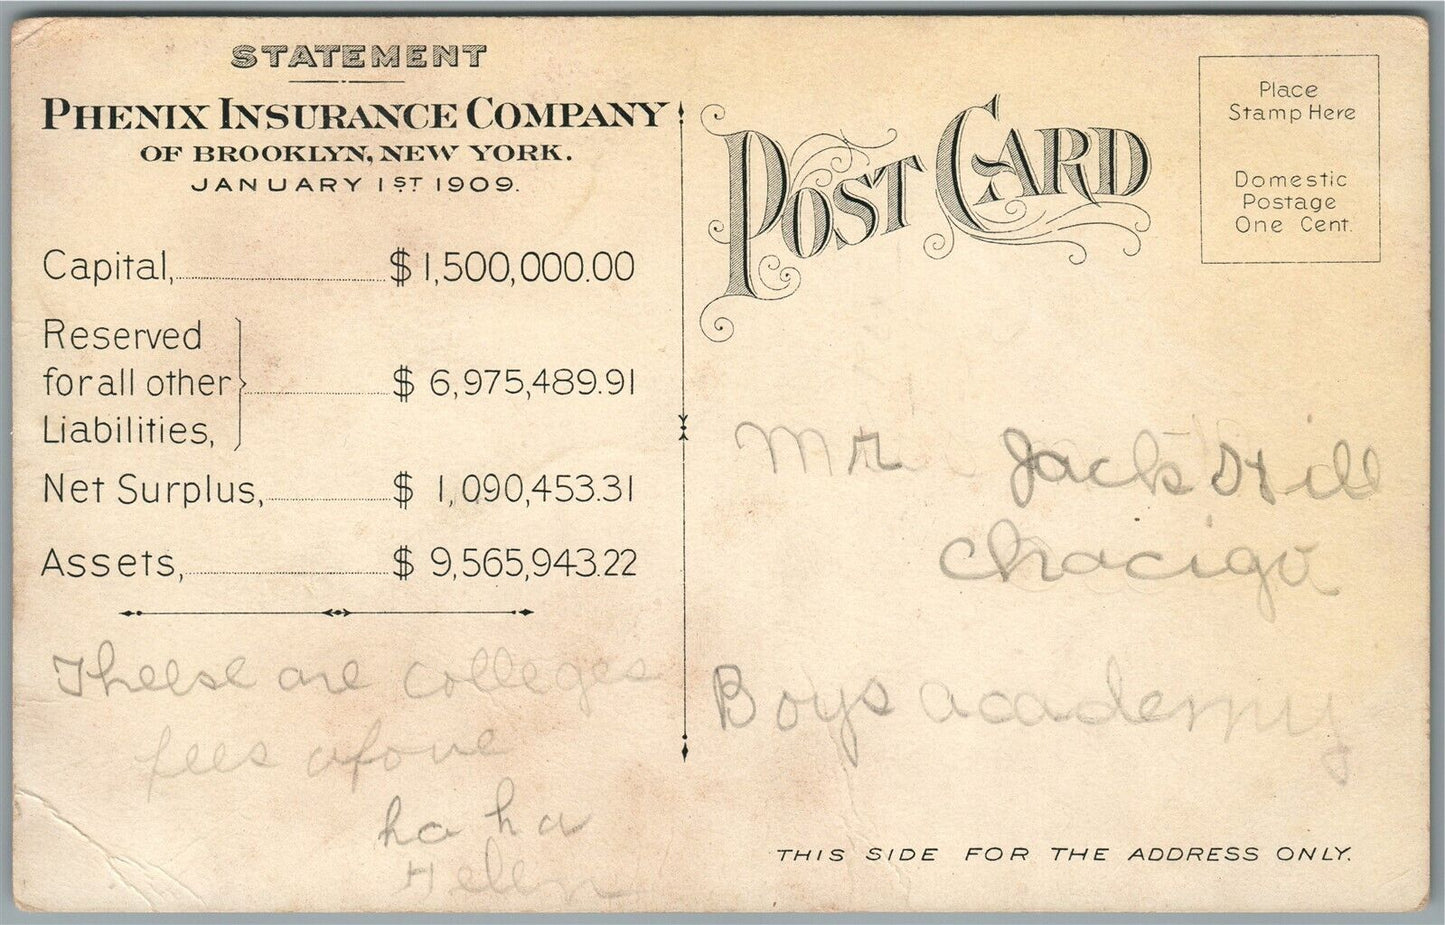 STATEMENT
PHENIX INSURANCE COMPANY
OF BROOKLYN, NEW YORK.
JANUARY 1ST 1909.
Capital, $ 1,500,000.00
Reserved
for all other
Liabilities, $ 6,975,489.91
Net Surplus, $ 1,090,453.31
Assets, $ 9,565,943.22
Theese are colleges
fees afove
ha ha
Helen
POST CARD
Place
Stamp Here
Domestic
Postage
One Cent.
Mr Jack Hill
Chacigo
Boys academy
THIS SIDE FOR THE ADDRESS ONLY.